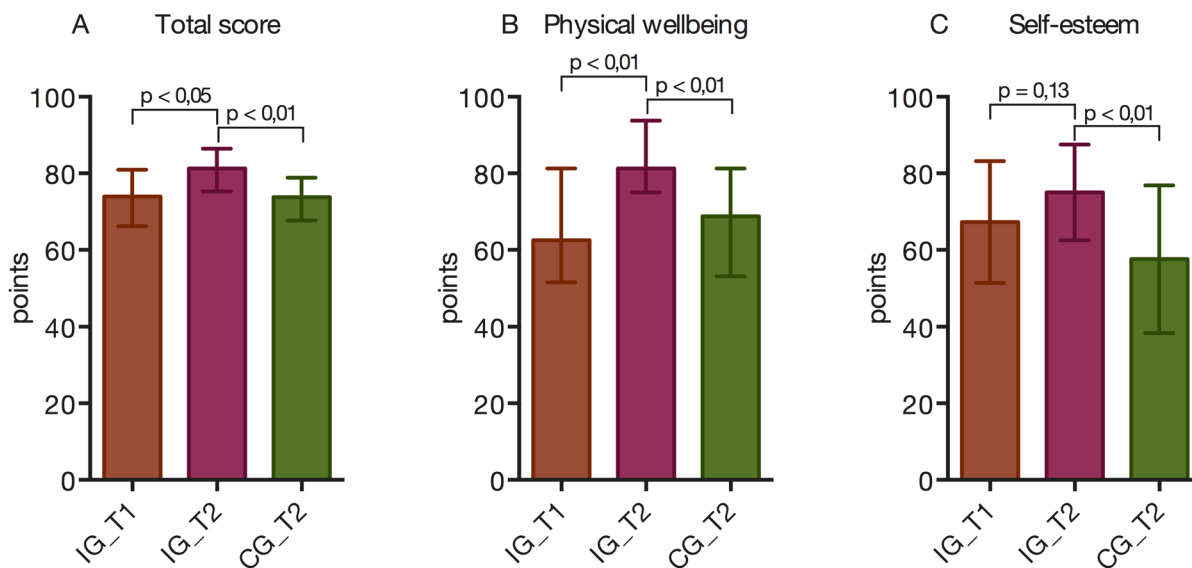 A Total score
p < 0,05
p < 0,01
100
80
60
40
20
0
points
IG_T1
IG_T2
CG_T2
B Physical wellbeing
p < 0,01
p < 0,01
100
80
60
40
20
0
points
IG_T1
IG_T2
CG_T2
C Self-esteem
p = 0,13
p < 0,01
100
80
60
40
20
0
points
IG_T1
IG_T2
CG_T2